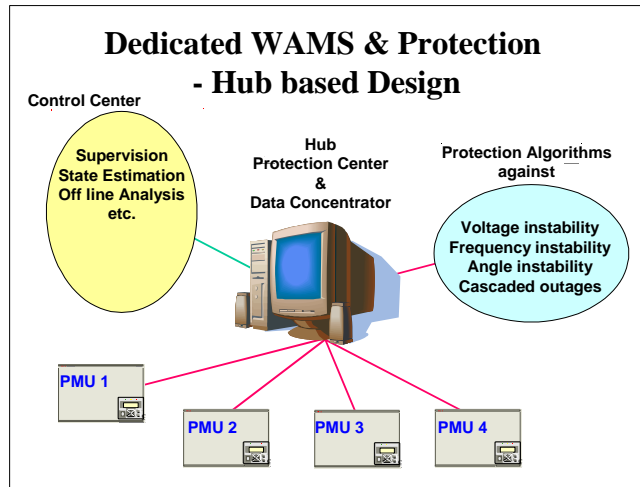 Dedicated WAMS & Protection
- Hub based Design
Control Center
Supervision
State Estimation
Off line Analysis
etc.
Hub
Protection Center
&
Data Concentrator
Protection Algorithms
against
Voltage instability
Frequency instability
Angle instability
Cascaded outages
PMU 1
PMU 2
PMU 3
PMU 4